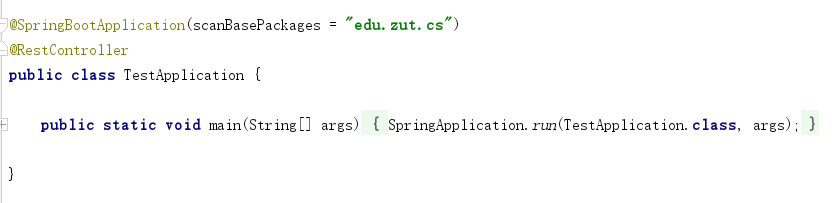 @SpringBootApplication(scanBasePackages = "edu.zut.cs")
@RestController
public class TestApplication {
public static void main(String[] args) { SpringApplication.run(TestApplication.class, args); }
}